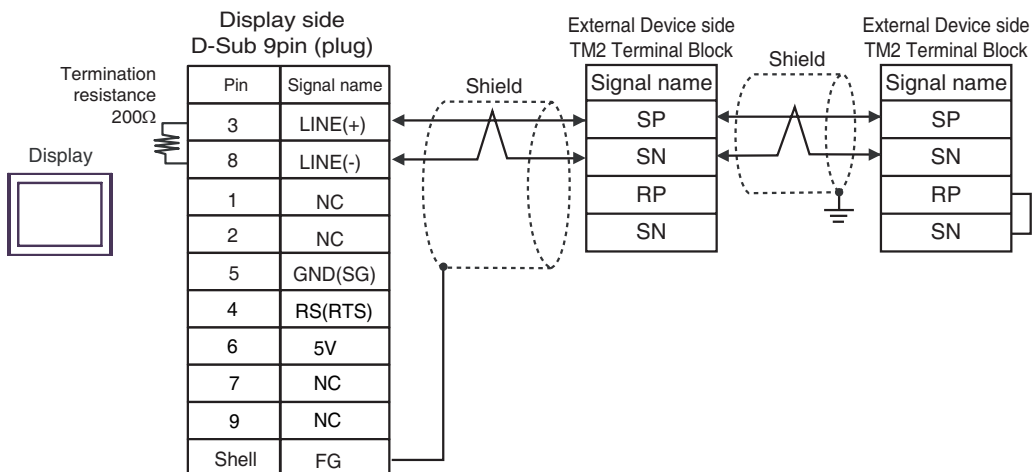 Display side
D-Sub 9pin (plug)
External Device side
TM2 Terminal Block
External Device side
TM2 Terminal Block
Termination
resistance
200Ω
Display
Pin
Signal name
3
LINE(+)
8
LINE(-)
1
NC
2
NC
5
GND(SG)
4
RS(RTS)
6
5V
7
NC
9
NC
Shell
FG
Shield
Signal name
SP
SN
RP
SN
Shield
Signal name
SP
SN
RP
SN